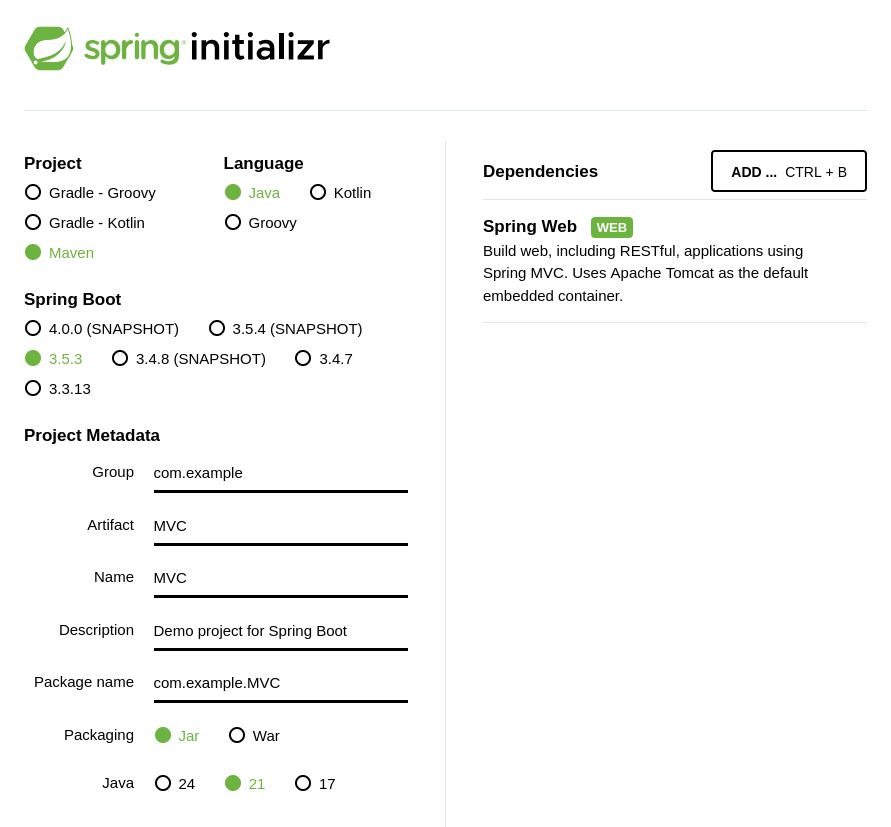 spring initializr
Project
Gradle - Groovy
Gradle - Kotlin
Maven
Language
Java Kotlin
Groovy
Spring Boot
4.0.0 (SNAPSHOT) 3.5.4 (SNAPSHOT)
3.5.3 3.4.8 (SNAPSHOT) 3.4.7
3.3.13
Project Metadata
Group com.example
Artifact MVC
Name MVC
Description Demo project for Spring Boot
Package name com.example.MVC
Packaging Jar War
Java 24 21 17
Dependencies ADD ... CTRL + B
Spring Web WEB
Build web, including RESTful, applications using
Spring MVC. Uses Apache Tomcat as the default
embedded container.